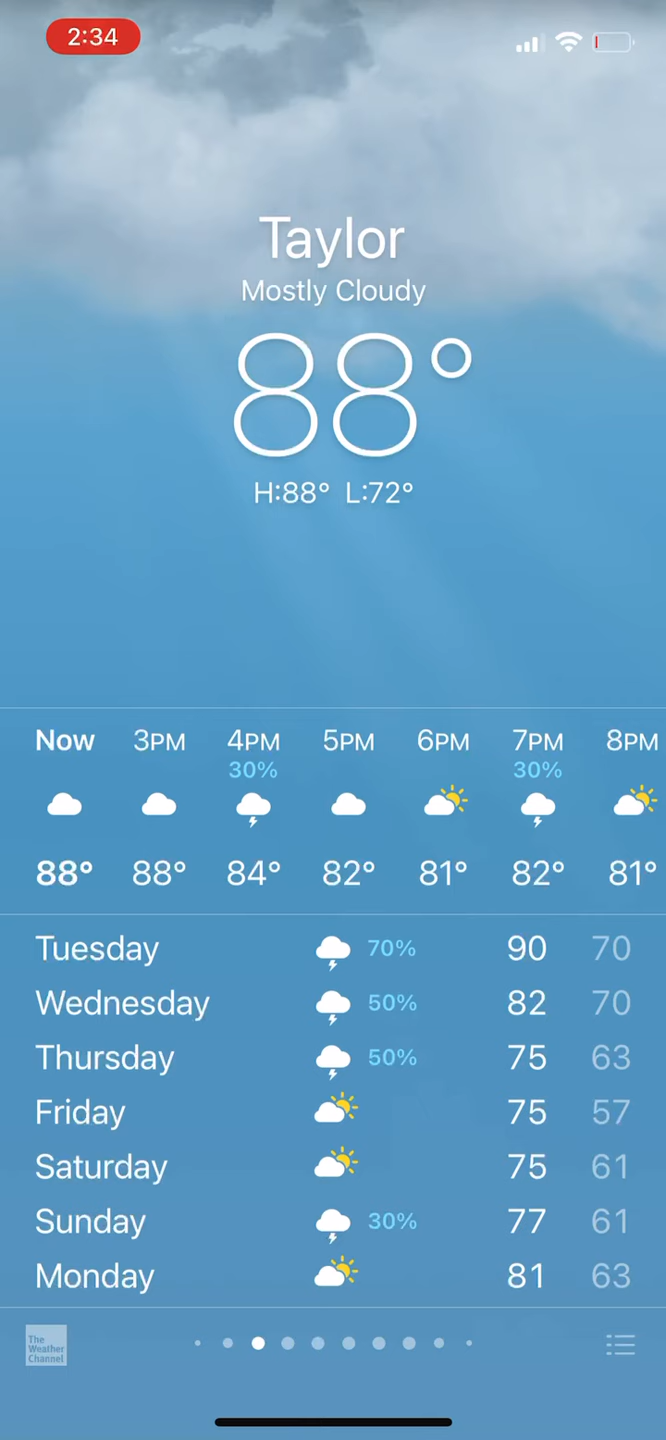 2:34
Taylor
Mostly Cloudy
88°
H:88° L:72°
Now 3PM 4PM 5PM 6PM 7PM 8PM
30% 30%
88° 88° 84° 82° 81° 82° 81°
Tuesday 70% 90 70
Wednesday 50% 82 70
Thursday 50% 75 63
Friday 75 57
Saturday 75 61
Sunday 30% 77 61
Monday 81 63
The
Weather
Channel